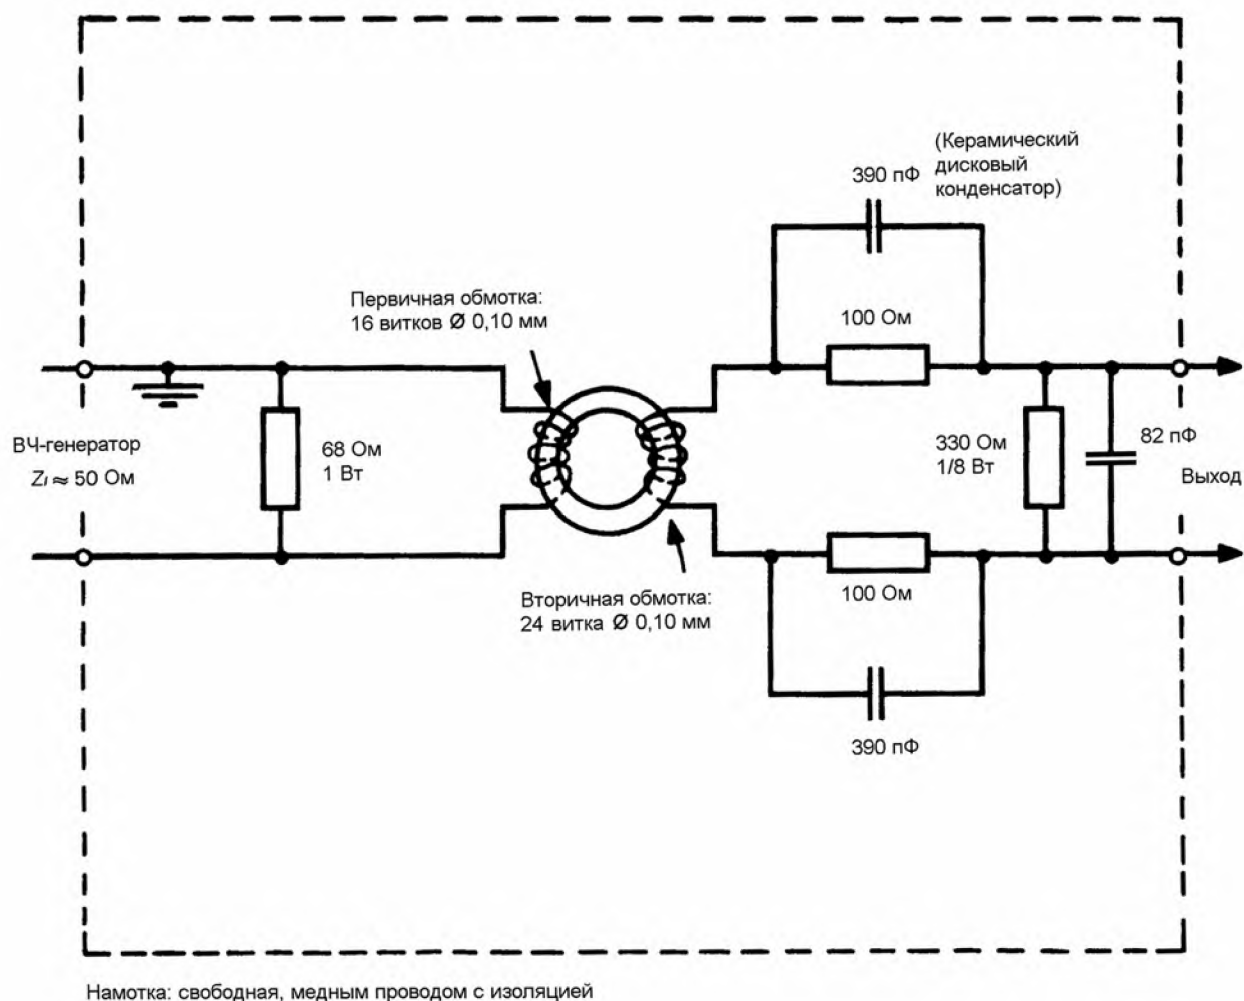 (Керамический
дисковый
конденсатор)
390 пФ
Первичная обмотка:
16 витков Ø 0,10 мм
100 Ом
ВЧ-генератор
Zι ≈ 50 Ом
68 Ом
1 Вт
330 Ом
1/8 Вт
82 пФ
Выход
100 Ом
Вторичная обмотка:
24 витка Ø 0,10 мм
390 пФ
Намотка: свободная, медным проводом с изоляцией